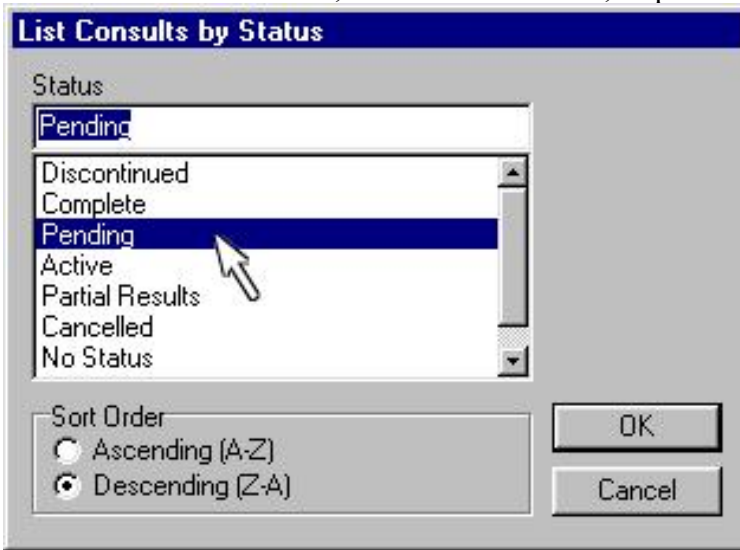 List Consults by Status
Status
Pending
Discontinued
Complete
Pending
Active
Partial Results
Cancelled
No Status
Sort Order
Ascending (A-Z)
Descending (Z-A)
OK
Cancel